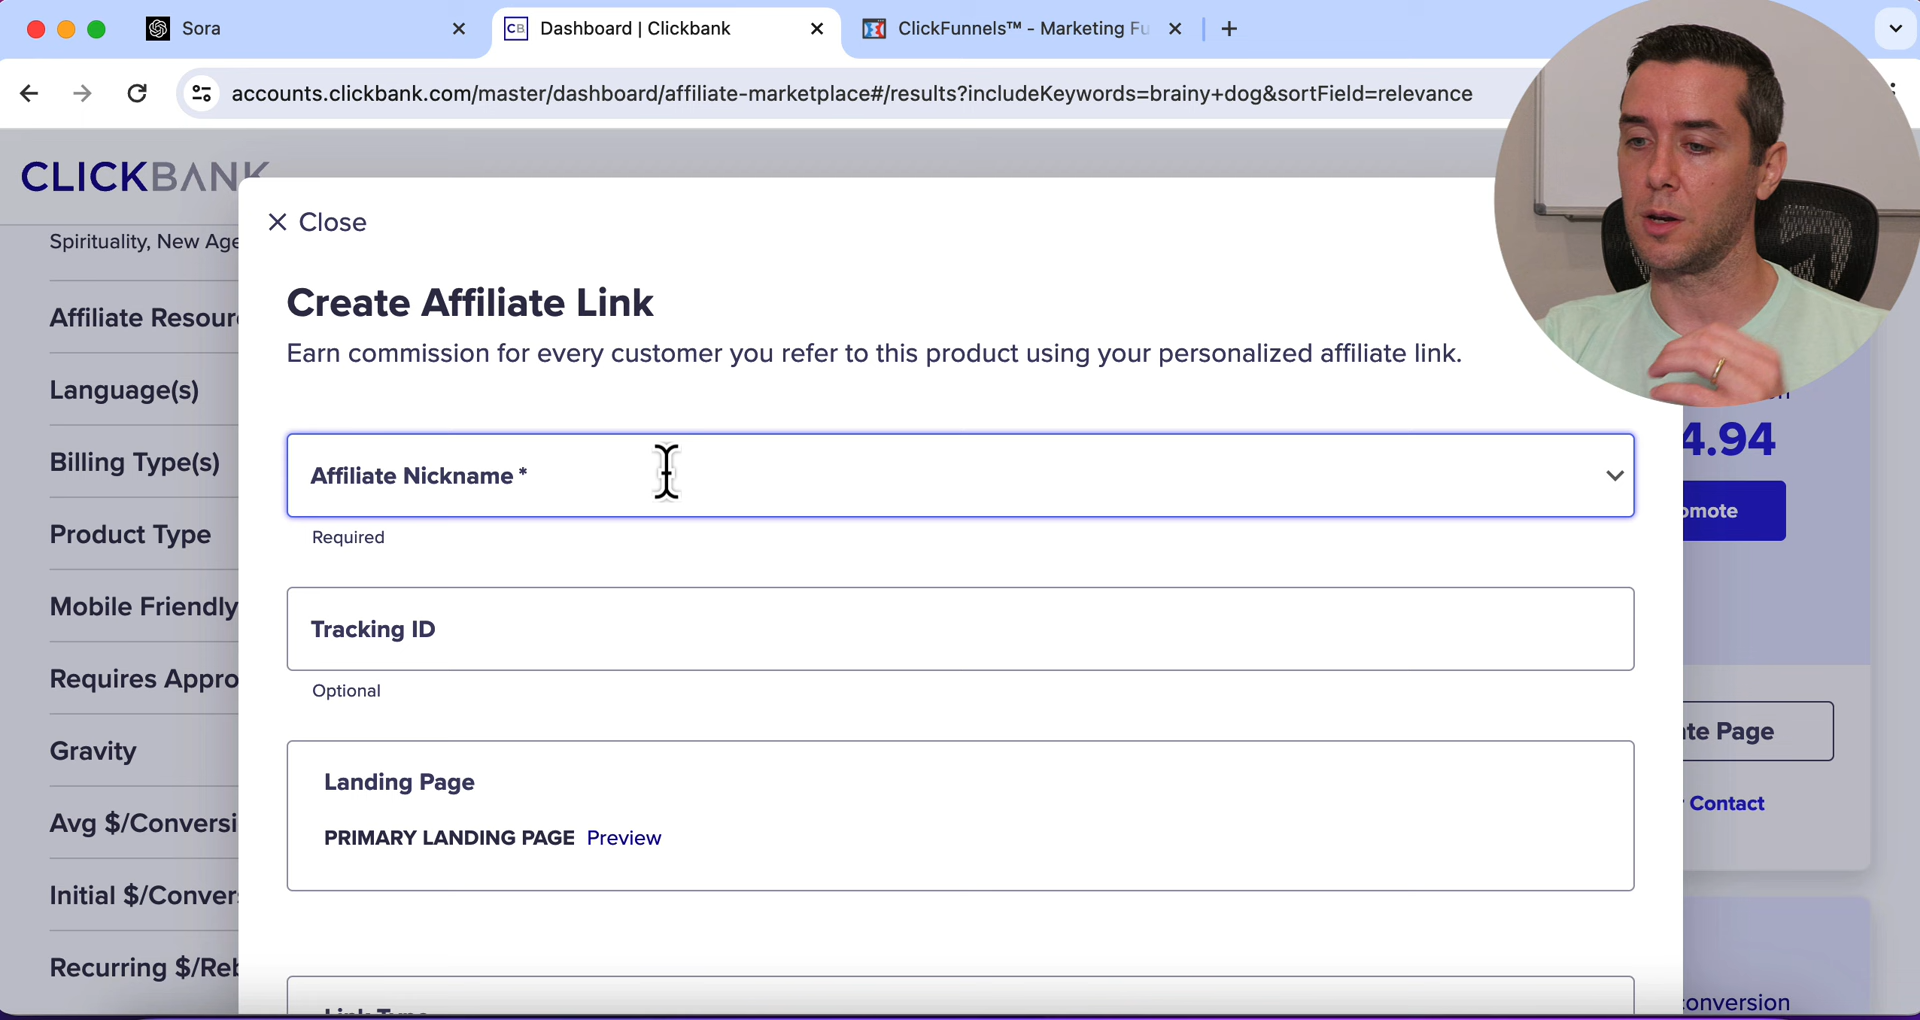 Sora
CB Dashboard | Clickbank
ClickFunnels™ - Marketing Fu
accounts.clickbank.com/master/dashboard/affiliate-marketplace#/results?includeKeywords=brainy+dog&sortField=relevance
CLICKBANK
Spirituality, New Age
Close
Create Affiliate Link
Earn commission for every customer you refer to this product using your personalized affiliate link.
Affiliate Resour
Language(s)
Billing Type(s)
Product Type
Mobile Friendly
Requires Appro
Gravity
Avg $/Conversi
Initial $/Conver
Recurring $/Reb
Affiliate Nickname *
Required
Tracking ID
Optional
Landing Page
PRIMARY LANDING PAGE Preview
Link Type
4.94
omote
te Page
Contact
onversion